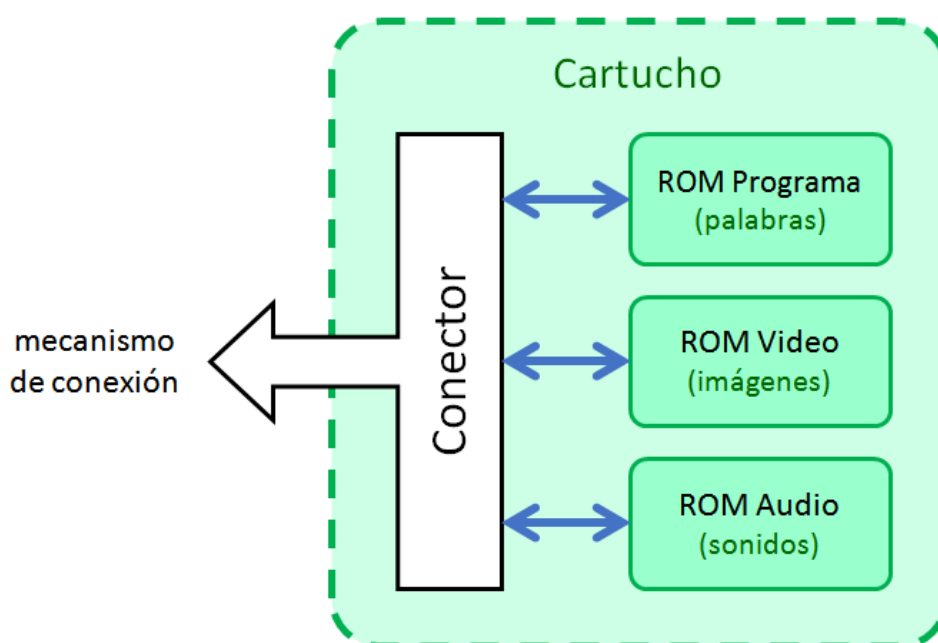 Cartucho
ROM Programa
(palabras)
mecanismo
de conexión
Conector
ROM Video
(imágenes)
ROM Audio
(sonidos)